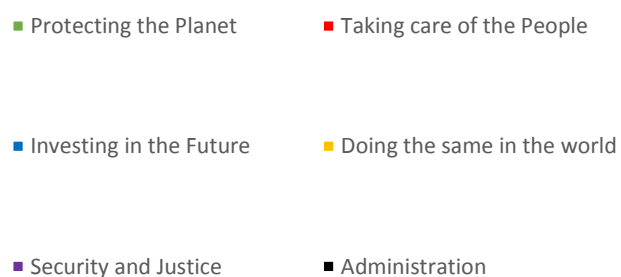 Protecting the Planet
Taking care of the People
Investing in the Future
Doing the same in the world
Security and Justice
Administration